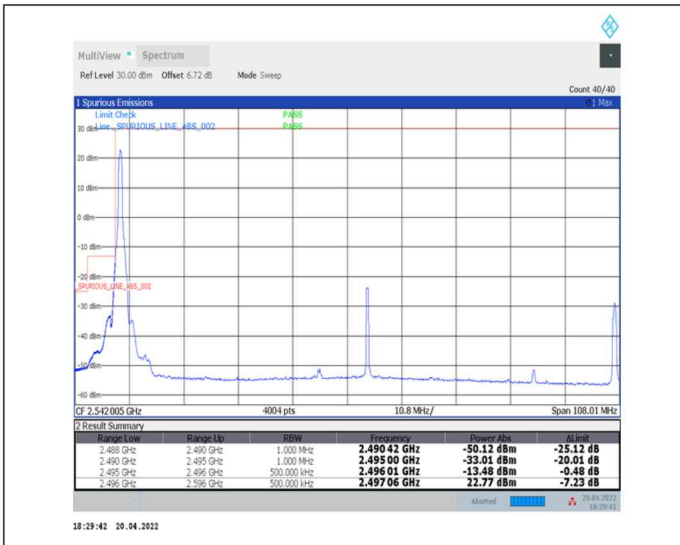 MultiView Spectrum
Ref Level 30.00 dBm Offset 6.72 dB Mode Sweep
Count 40/40
1 Spurious Emissions 1 Max
Limit Check PASS
30 dBm Line _SPURIOUS_LINE_ABS_002 PASS
20 dBm
10 dBm
0 dBm
-10 dBm
-20 dBm
_SPURIOUS_LINE_ABS_002
-30 dBm
-40 dBm
-50 dBm
-60 dBm
CF 2.542005 GHz 4004 pts 10.8 MHz/ Span 108.01 MHz
2 Result Summary
Range Low Range Up RBW Frequency Power Abs ΔLimit
2.488 GHz 2.490 GHz 1.000 MHz 2.490 42 GHz -50.12 dBm -25.12 dB
2.490 GHz 2.495 GHz 1.000 MHz 2.495 00 GHz -33.01 dBm -20.01 dB
2.495 GHz 2.496 GHz 500.000 kHz 2.496 01 GHz -13.48 dBm -0.48 dB
2.496 GHz 2.596 GHz 500.000 kHz 2.497 06 GHz 22.77 dBm -7.23 dB
Aborted 20.04.2022
18:29:41
18:29:42 20.04.2022